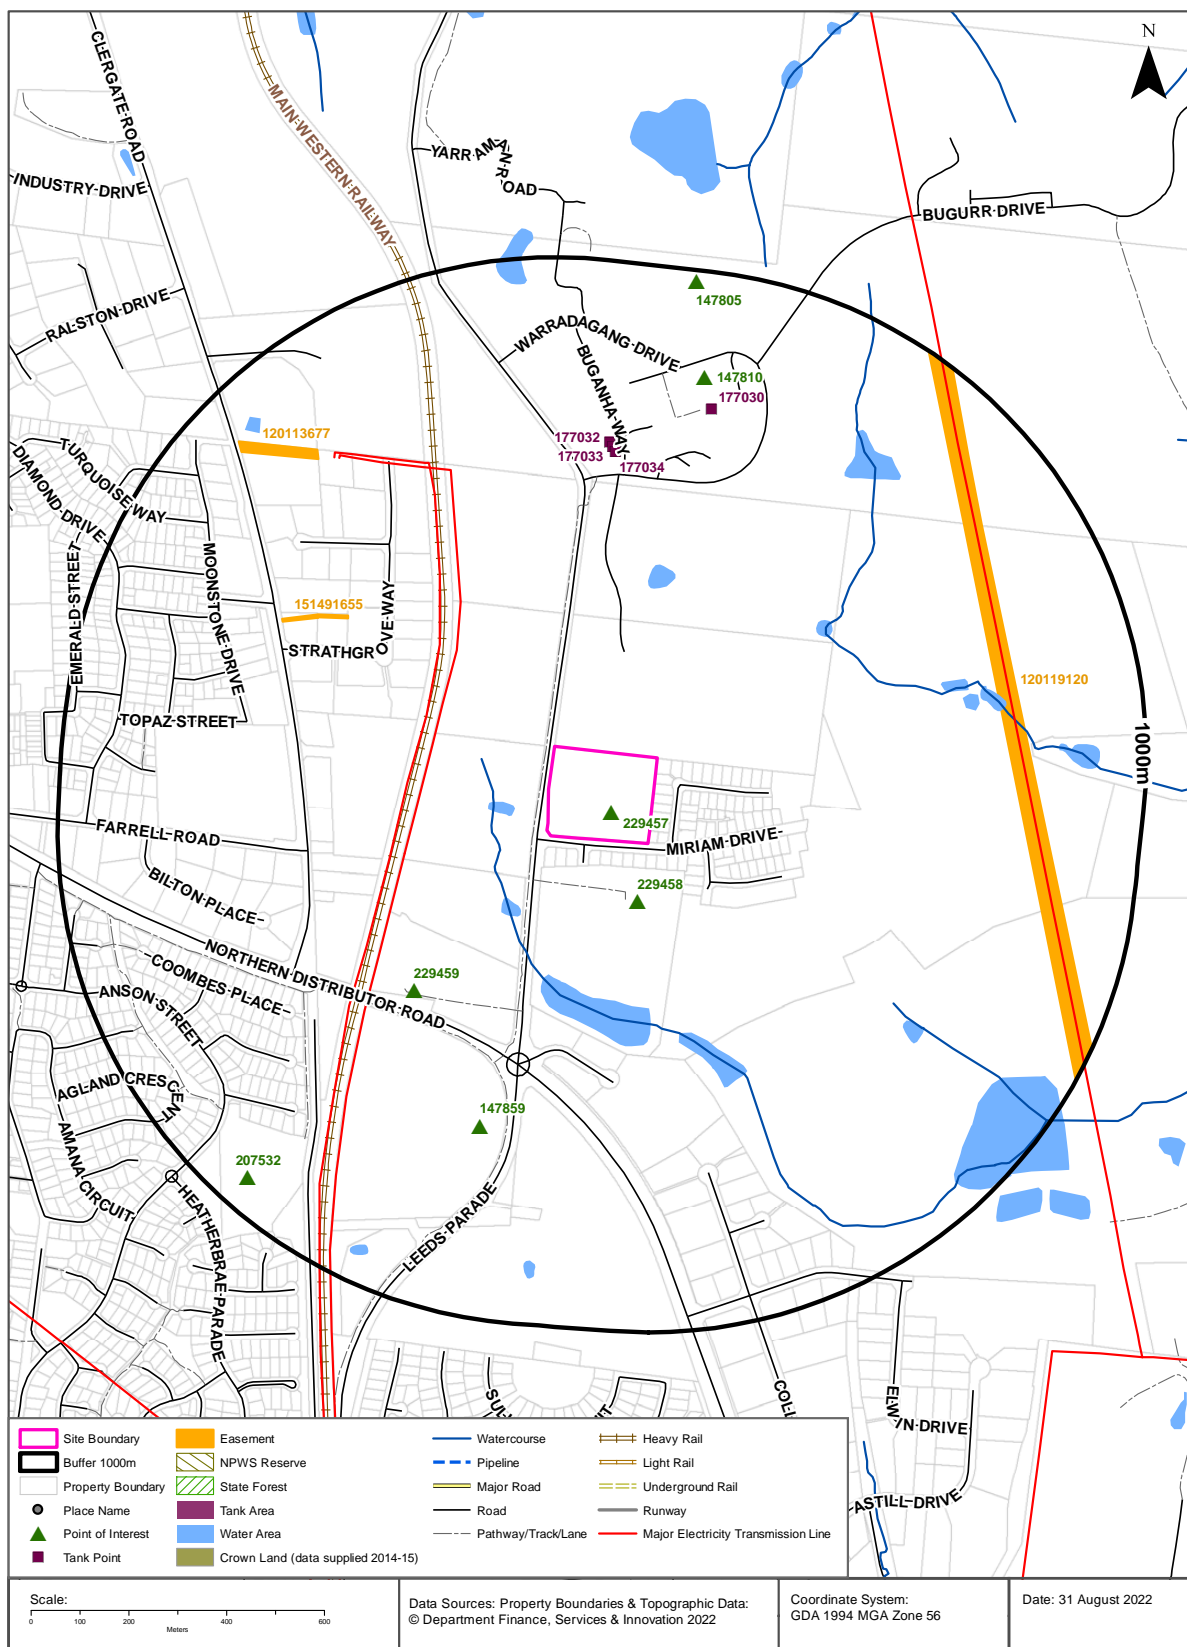 N
CLERGATE ROAD
MAIN WESTERN RAILWAY
YARRAMAN ROAD
INDUSTRY DRIVE
BUGURR DRIVE
147805
RALSTON DRIVE
WARRADAGANG DRIVE
BUGANHA WAY
147810
177030
120113677
177032
177033
177034
TURQUOISE WAY
DIAMOND DRIVE
EMERALD STREET
MOONSTONE DRIVE
151491655
STRATHGROVE WAY
120119120
TOPAZ STREET
1000m
229457
FARRELL ROAD
MIRIAM DRIVE
BILTON PLACE
229458
NORTHERN DISTRIBUTOR ROAD
COOMBES PLACE
229459
ANSON STREET
AGLAND CRESCENT
147859
AMANA CIRCUIT
207532
HEATHERBRAE PARADE
LEEDS PARADE
ELWIN DRIVE
ASTILL DRIVE
Site Boundary
Buffer 1000m
Property Boundary
Place Name
Point of Interest
Tank Point
Easement
NPWS Reserve
State Forest
Tank Area
Water Area
Crown Land (data supplied 2014-15)
Watercourse
Pipeline
Major Road
Road
Pathway/Track/Lane
Heavy Rail
Light Rail
Underground Rail
Runway
Major Electricity Transmission Line
Scale:
0 100 200 400 600
Meters
Data Sources: Property Boundaries & Topographic Data:
© Department Finance, Services & Innovation 2022
Coordinate System:
GDA 1994 MGA Zone 56
Date: 31 August 2022